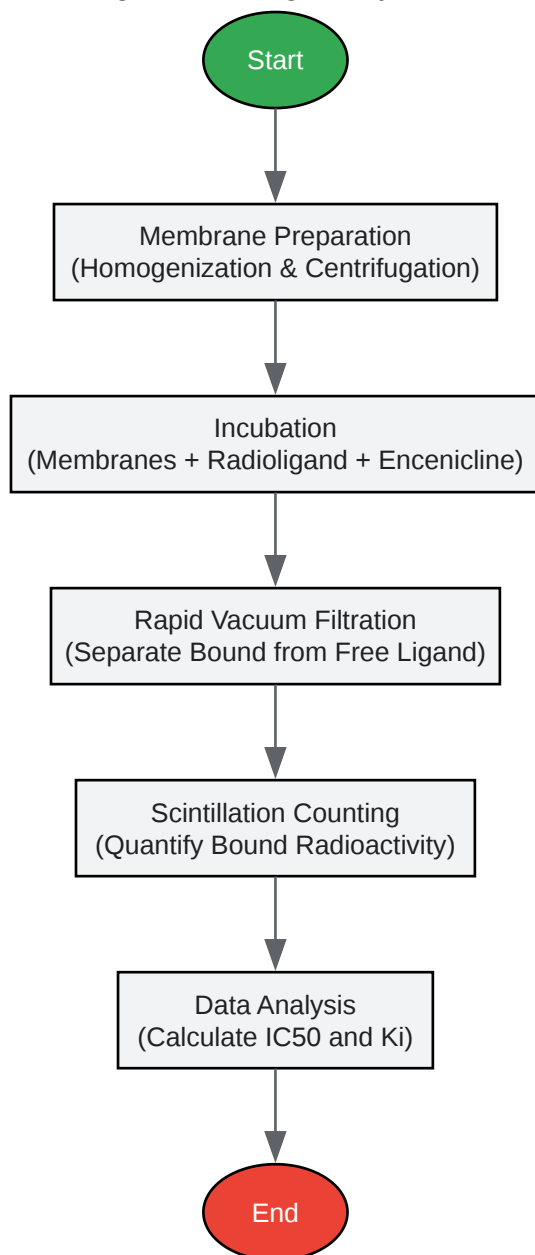 Start
Membrane Preparation
(Homogenization & Centrifugation)
Incubation
(Membranes + Radioligand + Encenicline)
Rapid Vacuum Filtration
(Separate Bound from Free Ligand)
Scintillation Counting
(Quantify Bound Radioactivity)
Data Analysis
(Calculate IC50 and Ki)
End